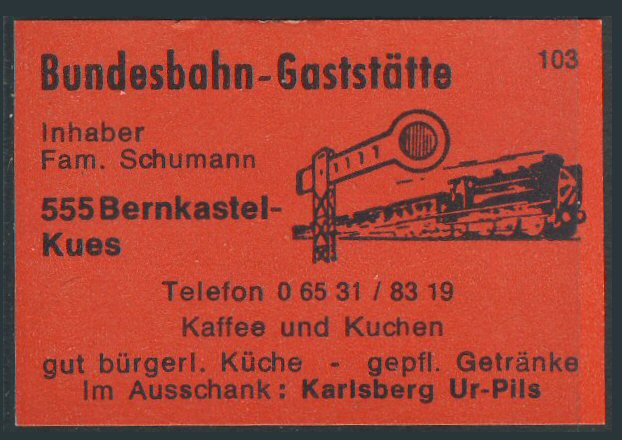 103
Bundesbahn-Gaststätte
Inhaber
Fam. Schumann
555 Bernkastel-
Kues
Telefon 0 65 31 / 83 19
Kaffee und Kuchen
gut bürgerl. Küche - gepfl. Getränke
Im Ausschank: Karlsberg Ur-Pils